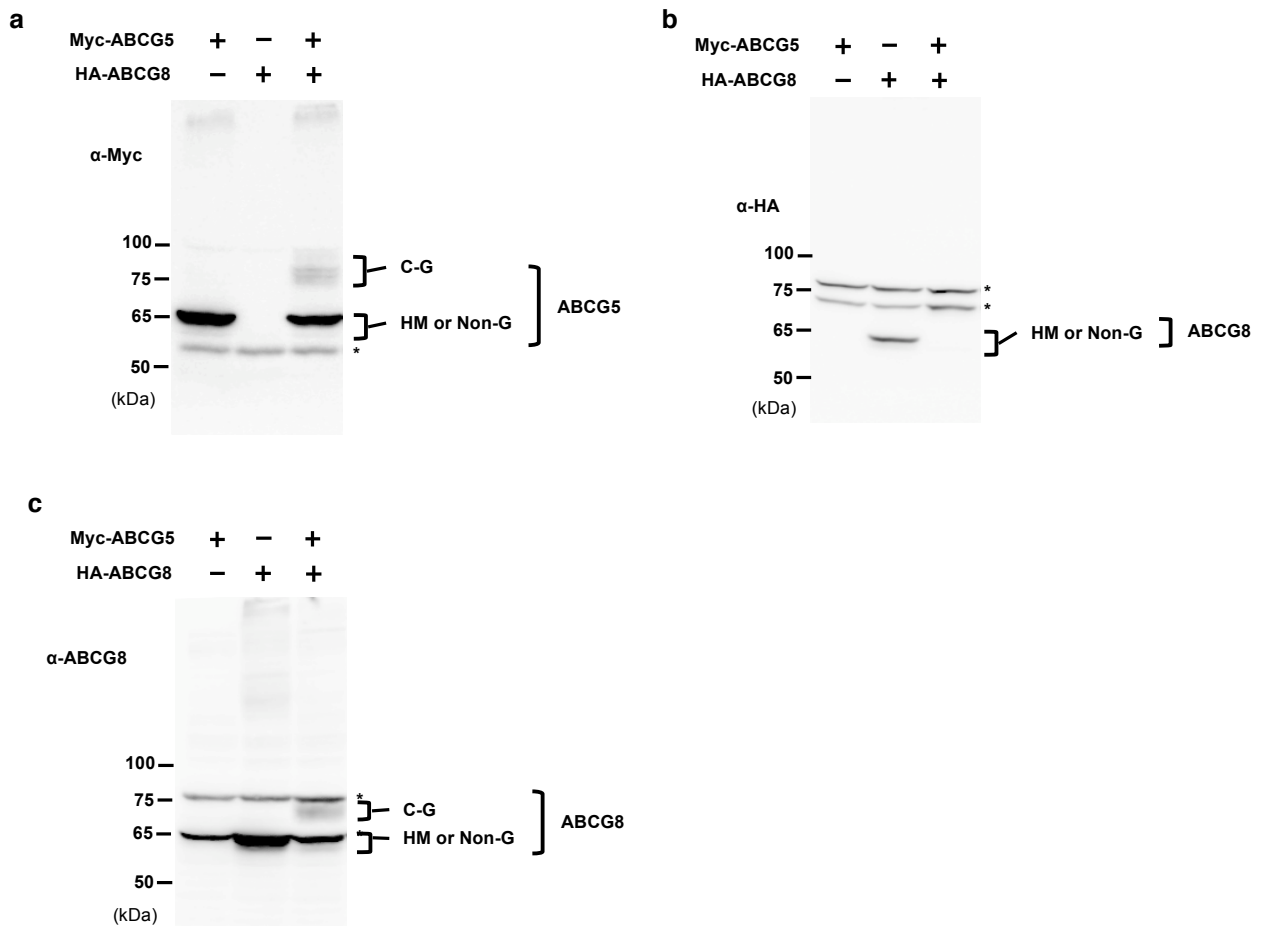 a
Myc-ABCG5 + – +
HA-ABCG8 – + +
α-Myc
100
75
65
50
(kDa)
C-G
HM or Non-G
ABCG5
*
b
Myc-ABCG5 + – +
HA-ABCG8 – + +
α-HA
100
75
65
50
(kDa)
*
*
HM or Non-G
ABCG8
c
Myc-ABCG5 + – +
HA-ABCG8 – + +
α-ABCG8
100
75
65
50
(kDa)
*
C-G
*
HM or Non-G
ABCG8